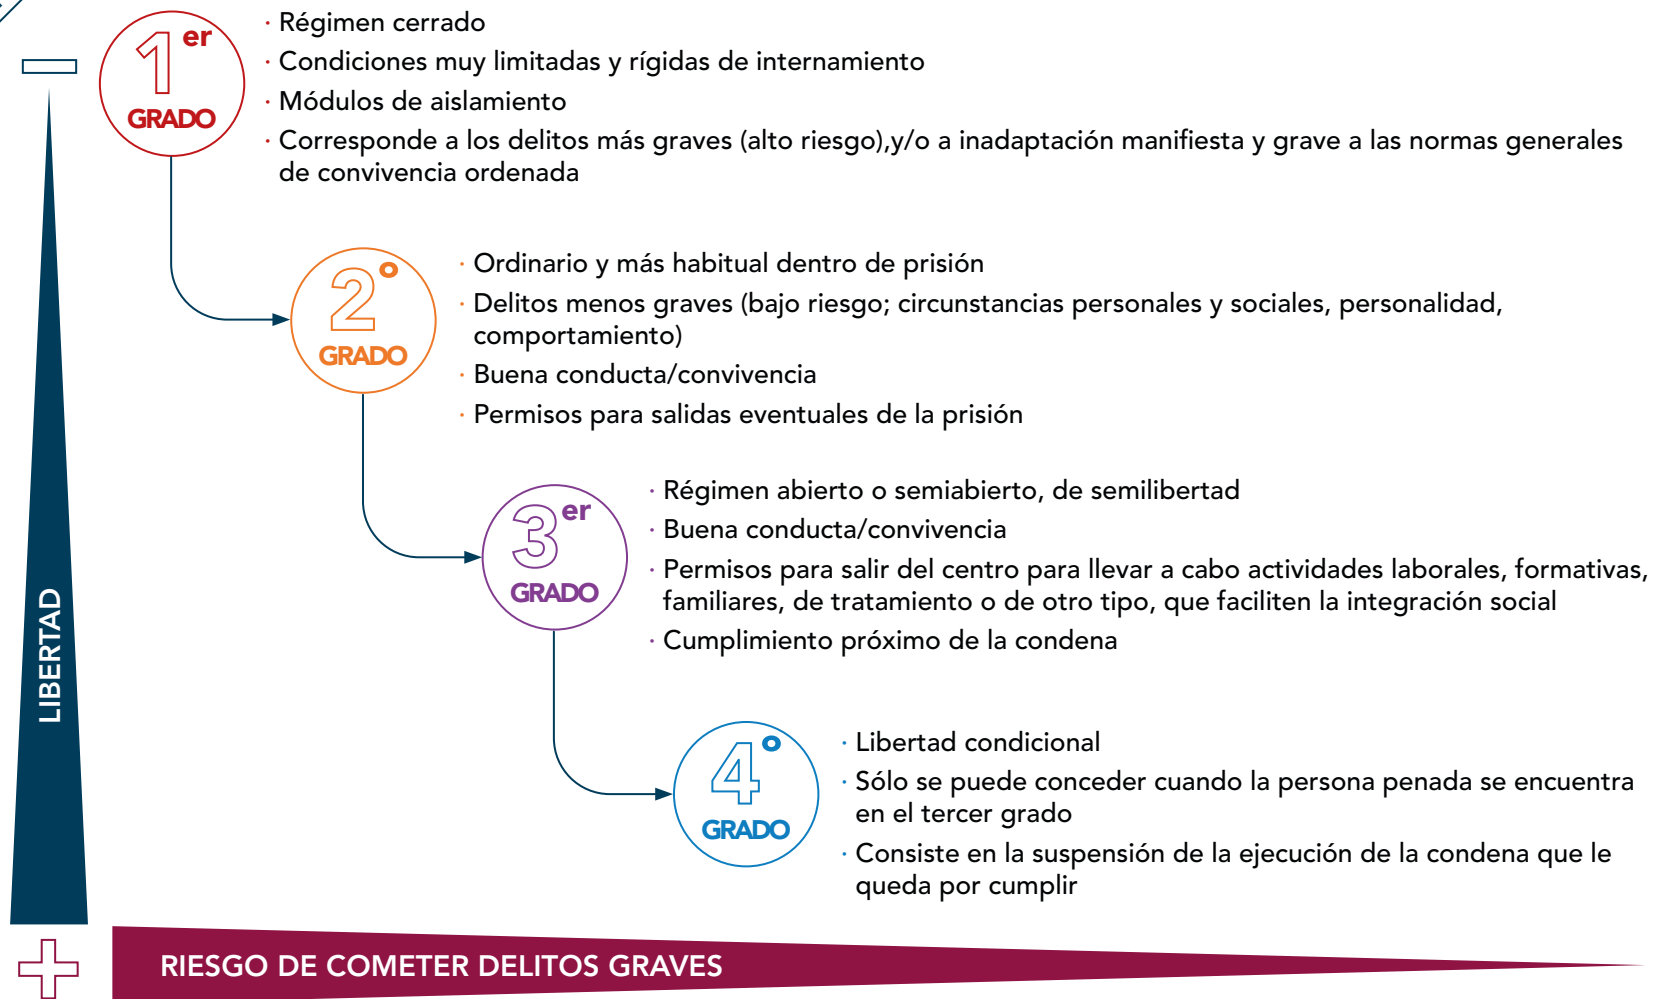 1er
GRADO
· Régimen cerrado
· Condiciones muy limitadas y rígidas de internamiento
· Módulos de aislamiento
· Corresponde a los delitos más graves (alto riesgo),y/o a inadaptación manifiesta y grave a las normas generales
de convivencia ordenada
2º
GRADO
· Ordinario y más habitual dentro de prisión
· Delitos menos graves (bajo riesgo; circunstancias personales y sociales, personalidad,
comportamiento)
· Buena conducta/convivencia
· Permisos para salidas eventuales de la prisión
3er
GRADO
· Régimen abierto o semiabierto, de semilibertad
· Buena conducta/convivencia
· Permisos para salir del centro para llevar a cabo actividades laborales, formativas,
familiares, de tratamiento o de otro tipo, que faciliten la integración social
· Cumplimiento próximo de la condena
4º
GRADO
· Libertad condicional
· Sólo se puede conceder cuando la persona penada se encuentra
en el tercer grado
· Consiste en la suspensión de la ejecución de la condena que le
queda por cumplir
LIBERTAD
RIESGO DE COMETER DELITOS GRAVES